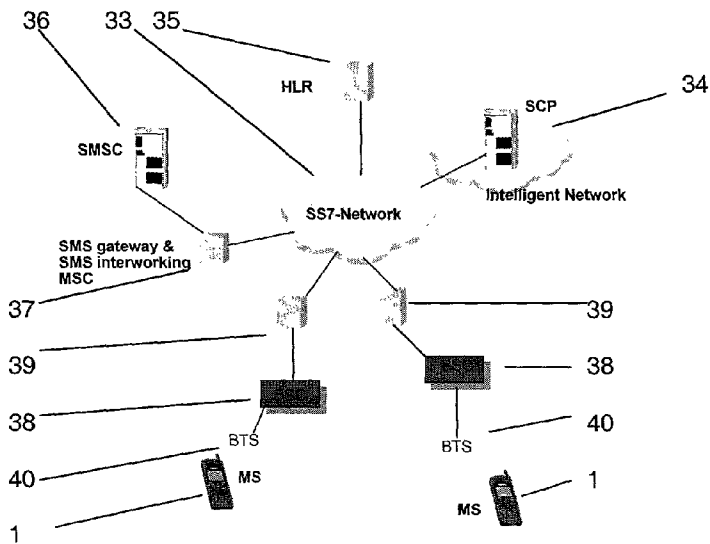 36
33
35
34
HLR
SCP
SMSC
Intelligent Network
SS7-Network
SMS gateway &
SMS interworking
MSC
37
39
39
38
38
BTS
40
BTS
40
MS
1
MS
1